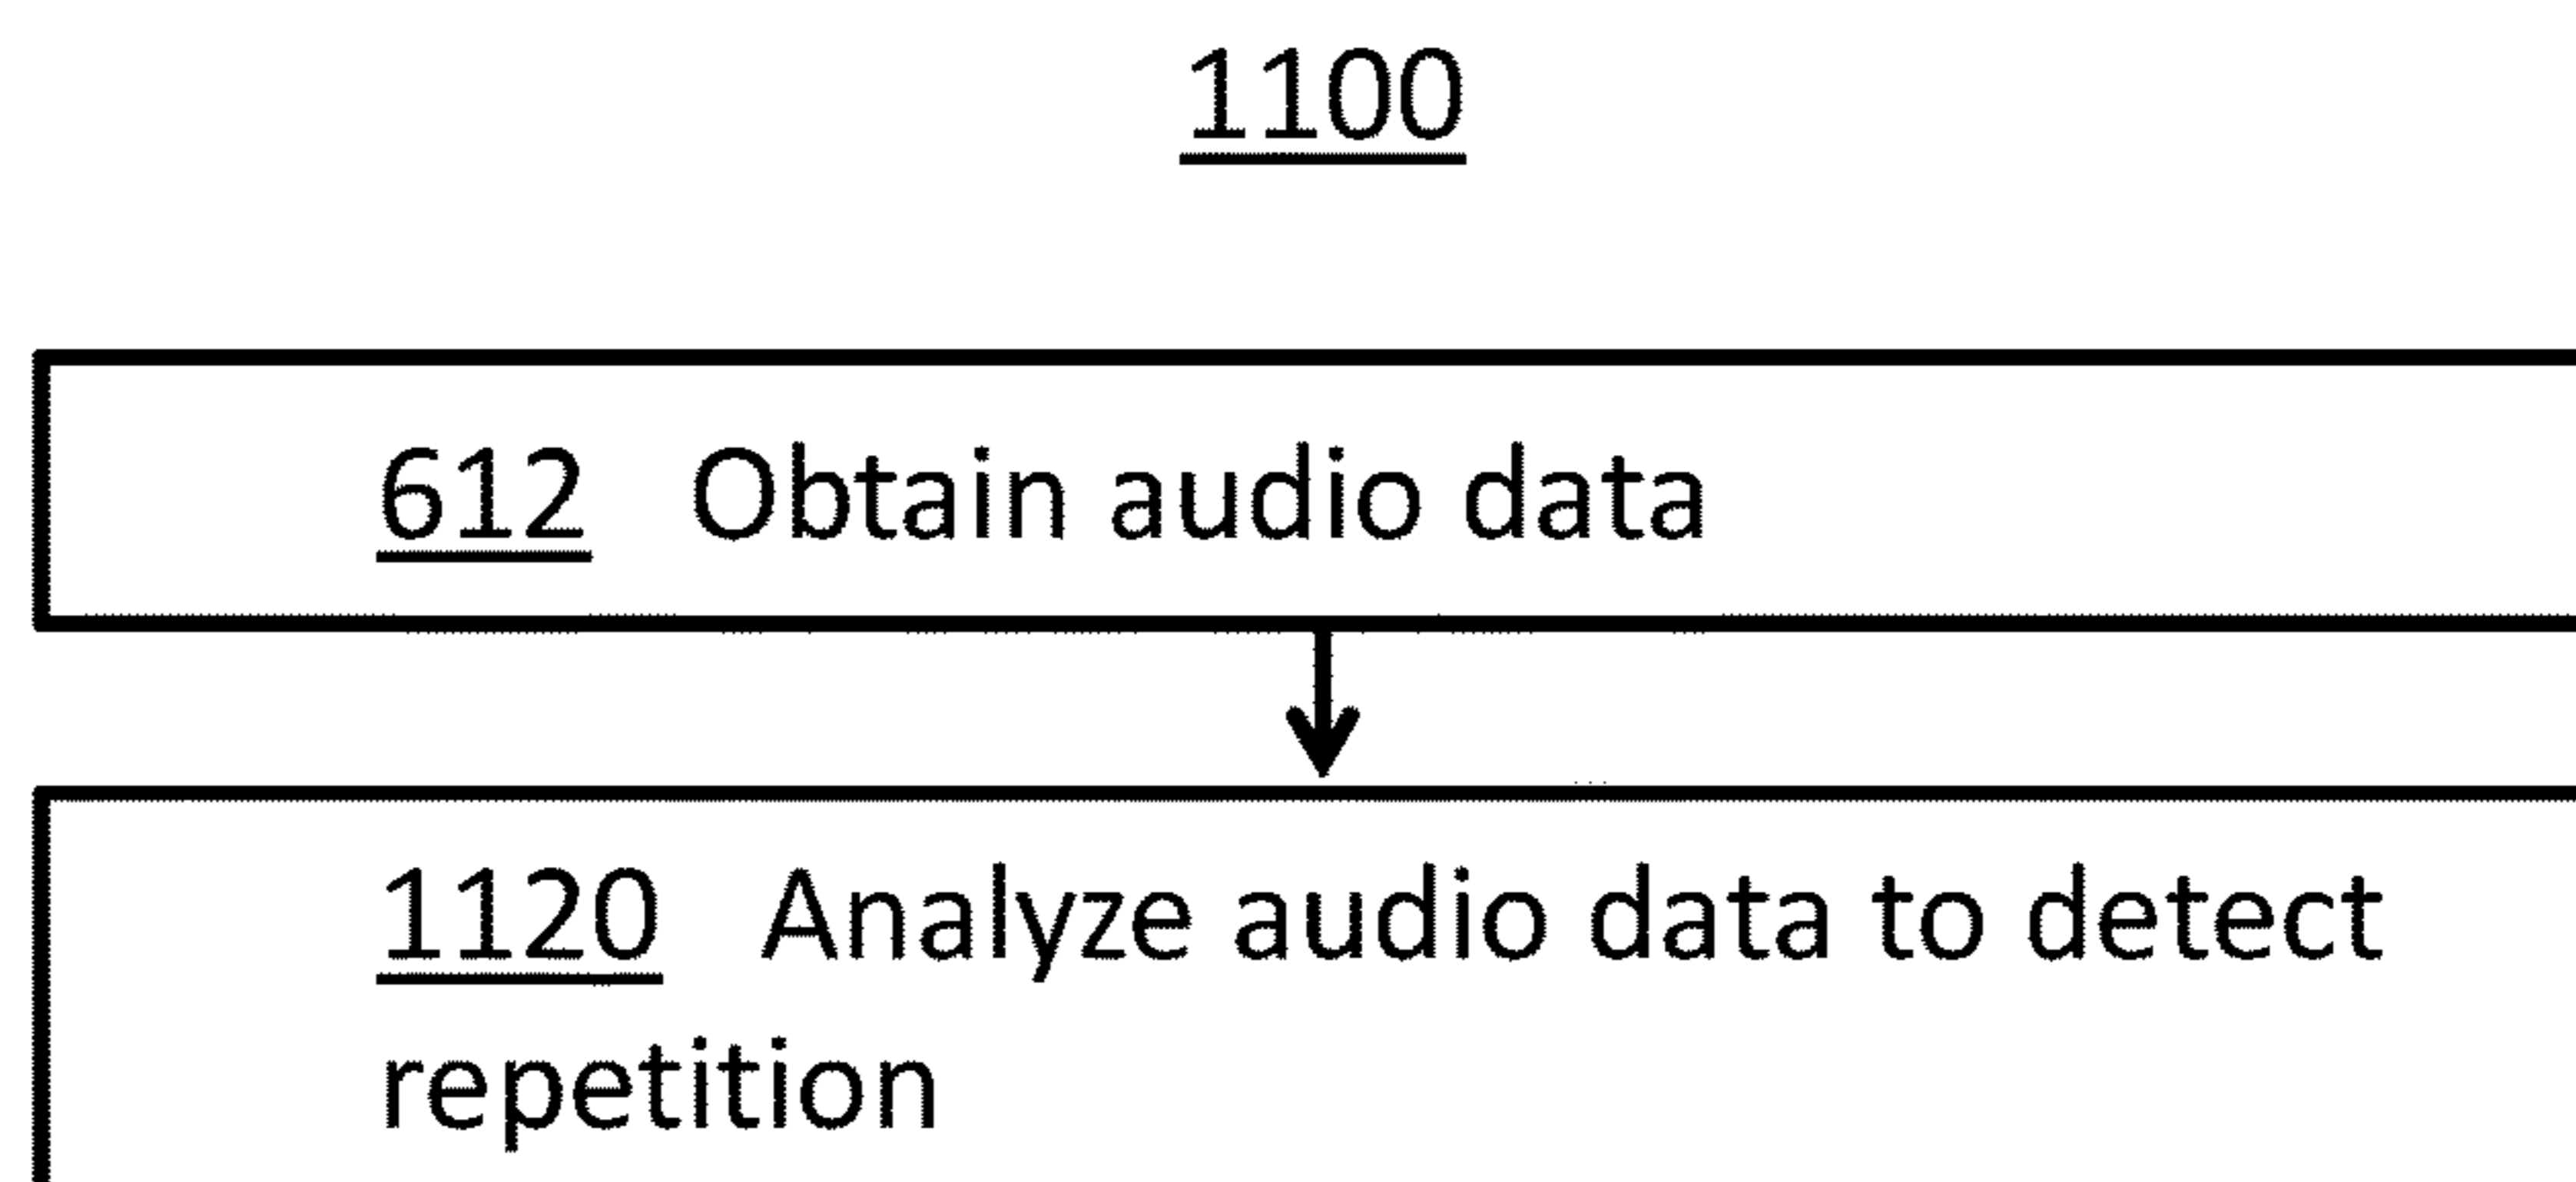 1100
612 Obtain audio data
1120 Analyze audio data to detect
repetition